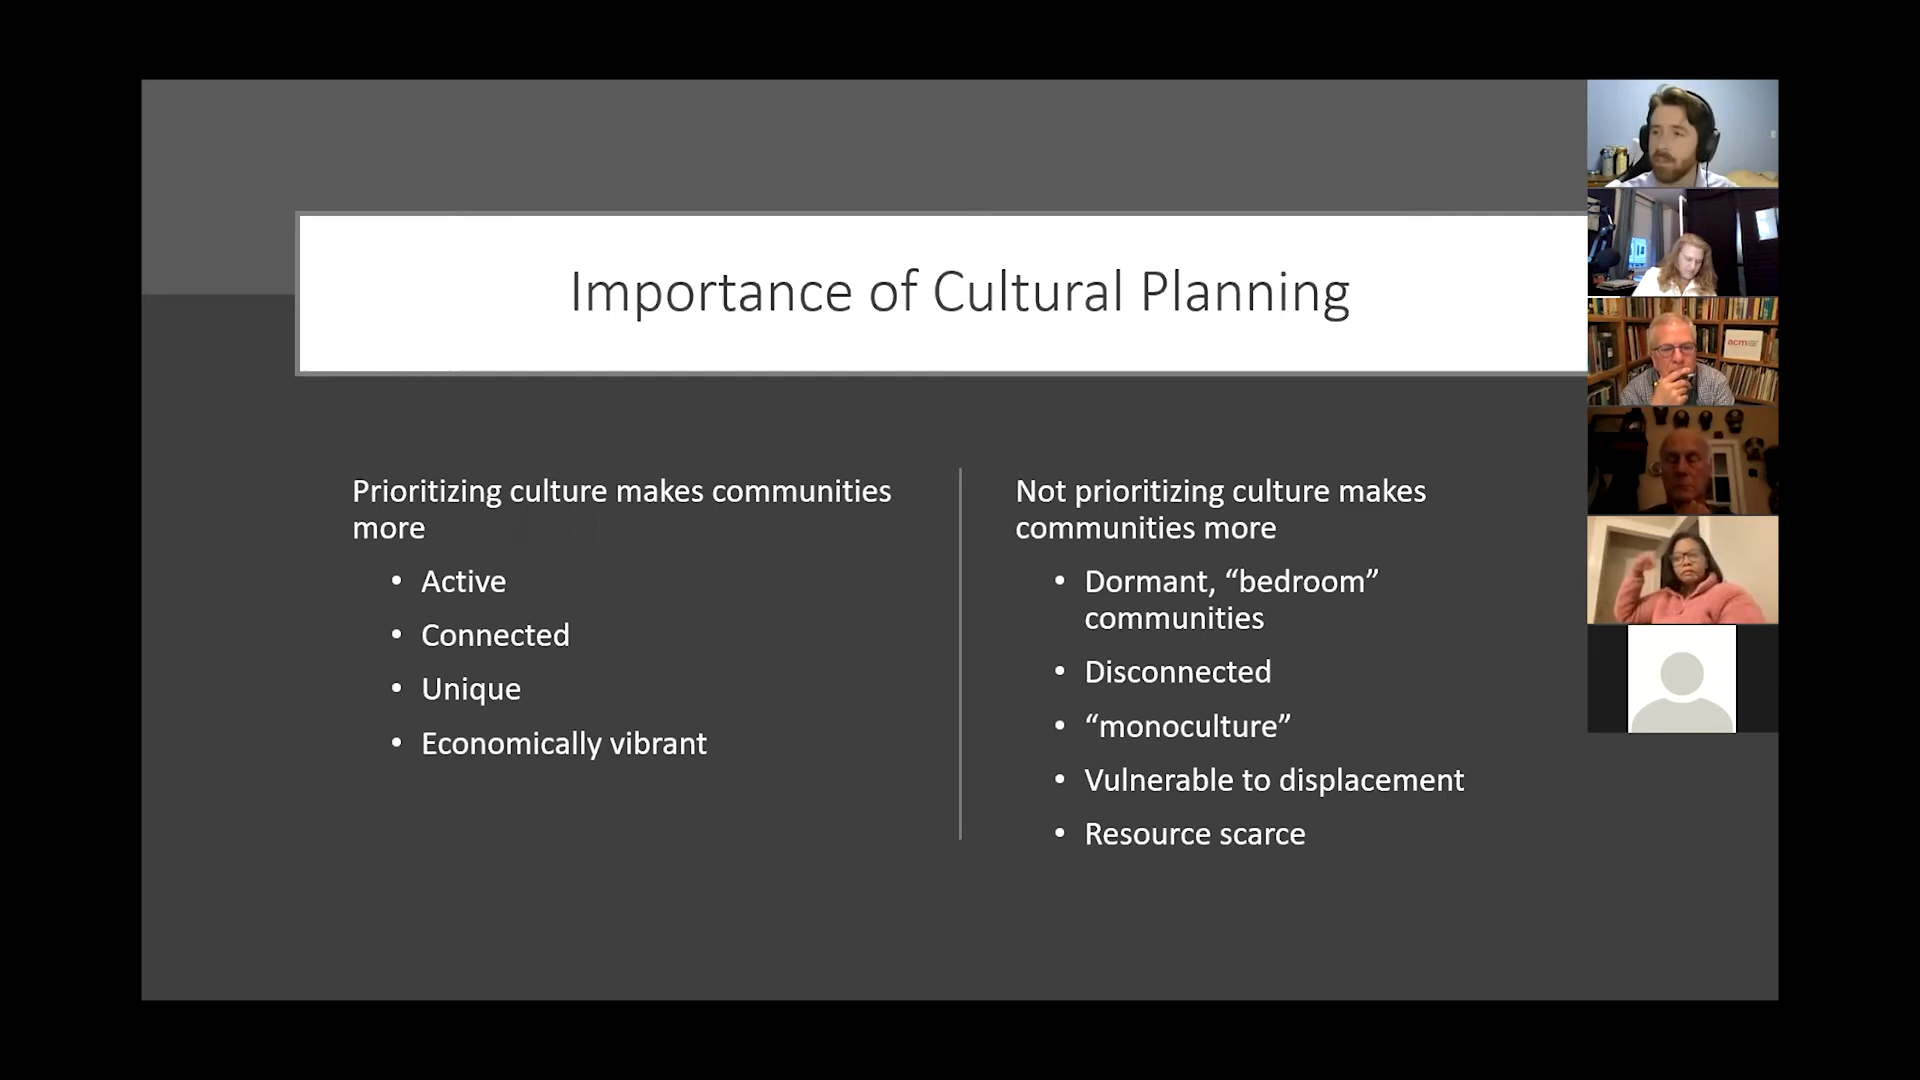 Importance of Cultural Planning
Prioritizing culture makes communities
more
• Active
• Connected
• Unique
• Economically vibrant
Not prioritizing culture makes
communities more
• Dormant, “bedroom”
communities
• Disconnected
• “monoculture”
• Vulnerable to displacement
• Resource scarce
acm